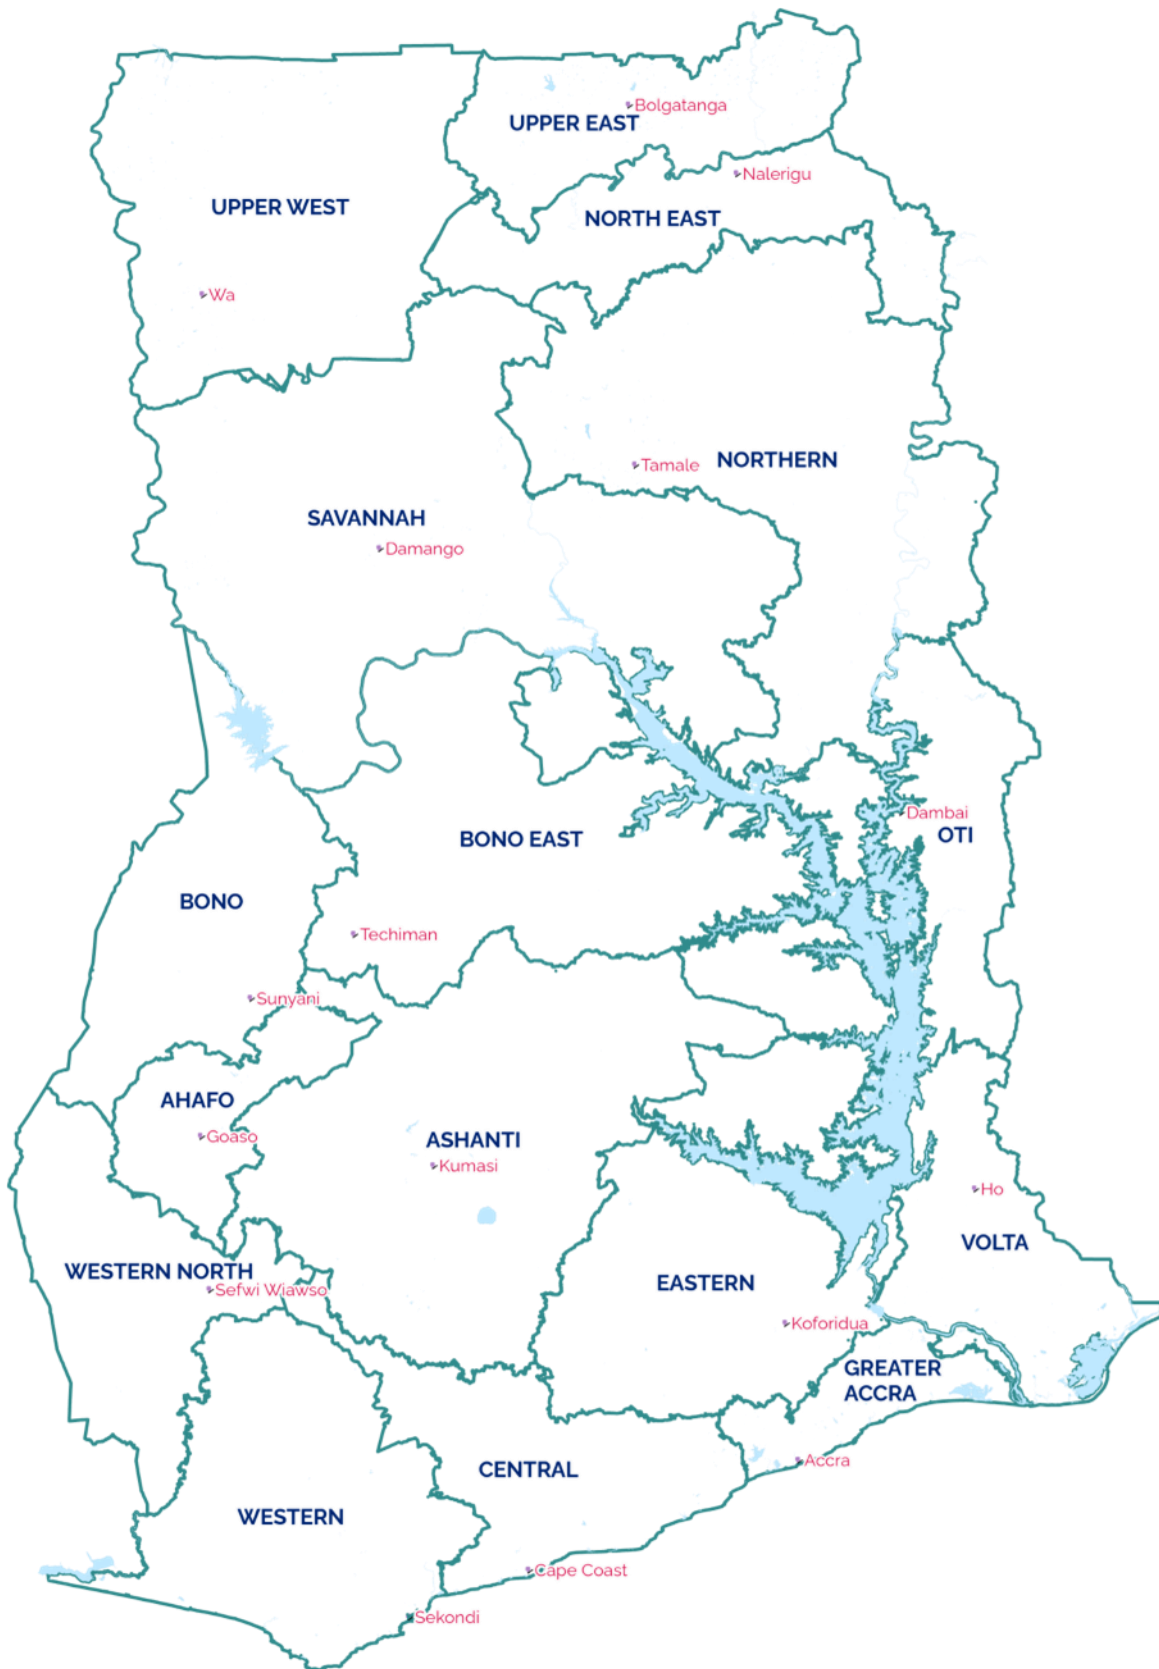 Bolgatanga
UPPER EAST
Nalerigu
UPPER WEST
NORTH EAST
Wa
Tamale
NORTHERN
SAVANNAH
Damango
Dambai
OTI
BONO EAST
BONO
Techiman
Sunyani
AHAFO
Goaso
ASHANTI
Kumasi
Ho
VOLTA
WESTERN NORTH
Sefwi Wiawso
EASTERN
Koforidua
GREATER
ACCRA
Accra
CENTRAL
WESTERN
Cape Coast
Sekondi